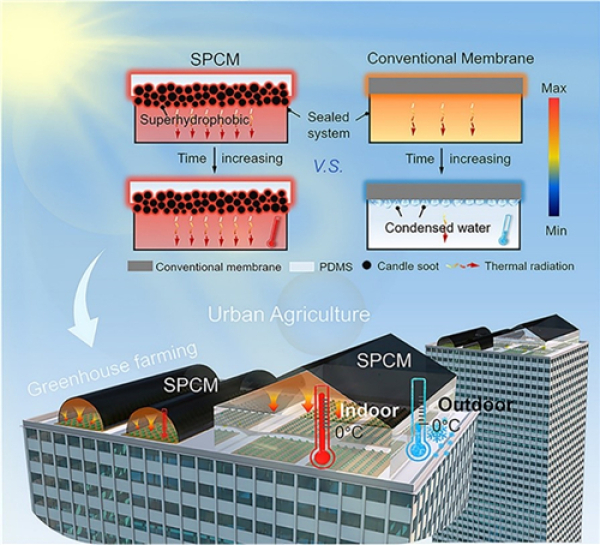 SPCM
Conventional Membrane
Max
Superhydrophobic
Sealed
system
Time increasing
V.S.
Time increasing
Condensed water
Min
Conventional membrane
PDMS
Candle soot
Thermal radiation
Urban Agriculture
Greenhouse farming
SPCM
SPCM
Indoor
0°C
Outdoor
0°C